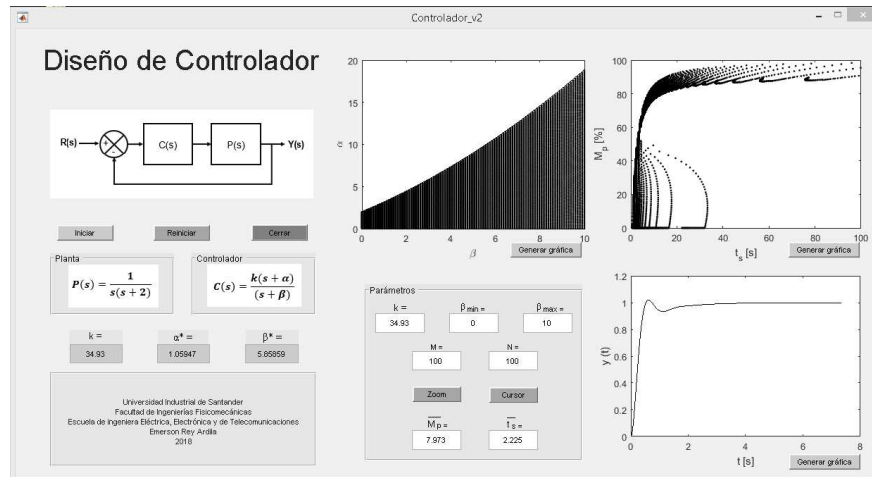 Controlador_v2
Diseño de Controlador
R(s)
+
-
C(s)
P(s)
Y(s)
Iniciar
Reiniciar
Cerrar
Planta
P(s) = 1 / s(s + 2)
Controlador
C(s) = k(s + α) / (s + β)
k =
α* =
β* =
34.93
1.05947
5.85859
Universidad Industrial de Santander
Facultad de Ingenierías Fisicomecánicas
Escuela de ingeniera Eléctrica, Electrónica y de Telecomunicaciones
Emerson Rey Ardila
2018
20
15
10
5
0
α
0 2 4 6 8 10
β
Generar gráfica
100
80
60
40
20
0
Mp [%]
0 20 40 60 80 100
ts [s]
Generar gráfica
Parámetros
k =
βmin =
βmax =
34.93
0
10
M =
N =
100
100
Zoom
Cursor
Mp =
ts =
7.973
2.225
1.2
1
0.8
0.6
0.4
0.2
0
y (t)
0 2 4 6 8
t [s]
Generar gráfica